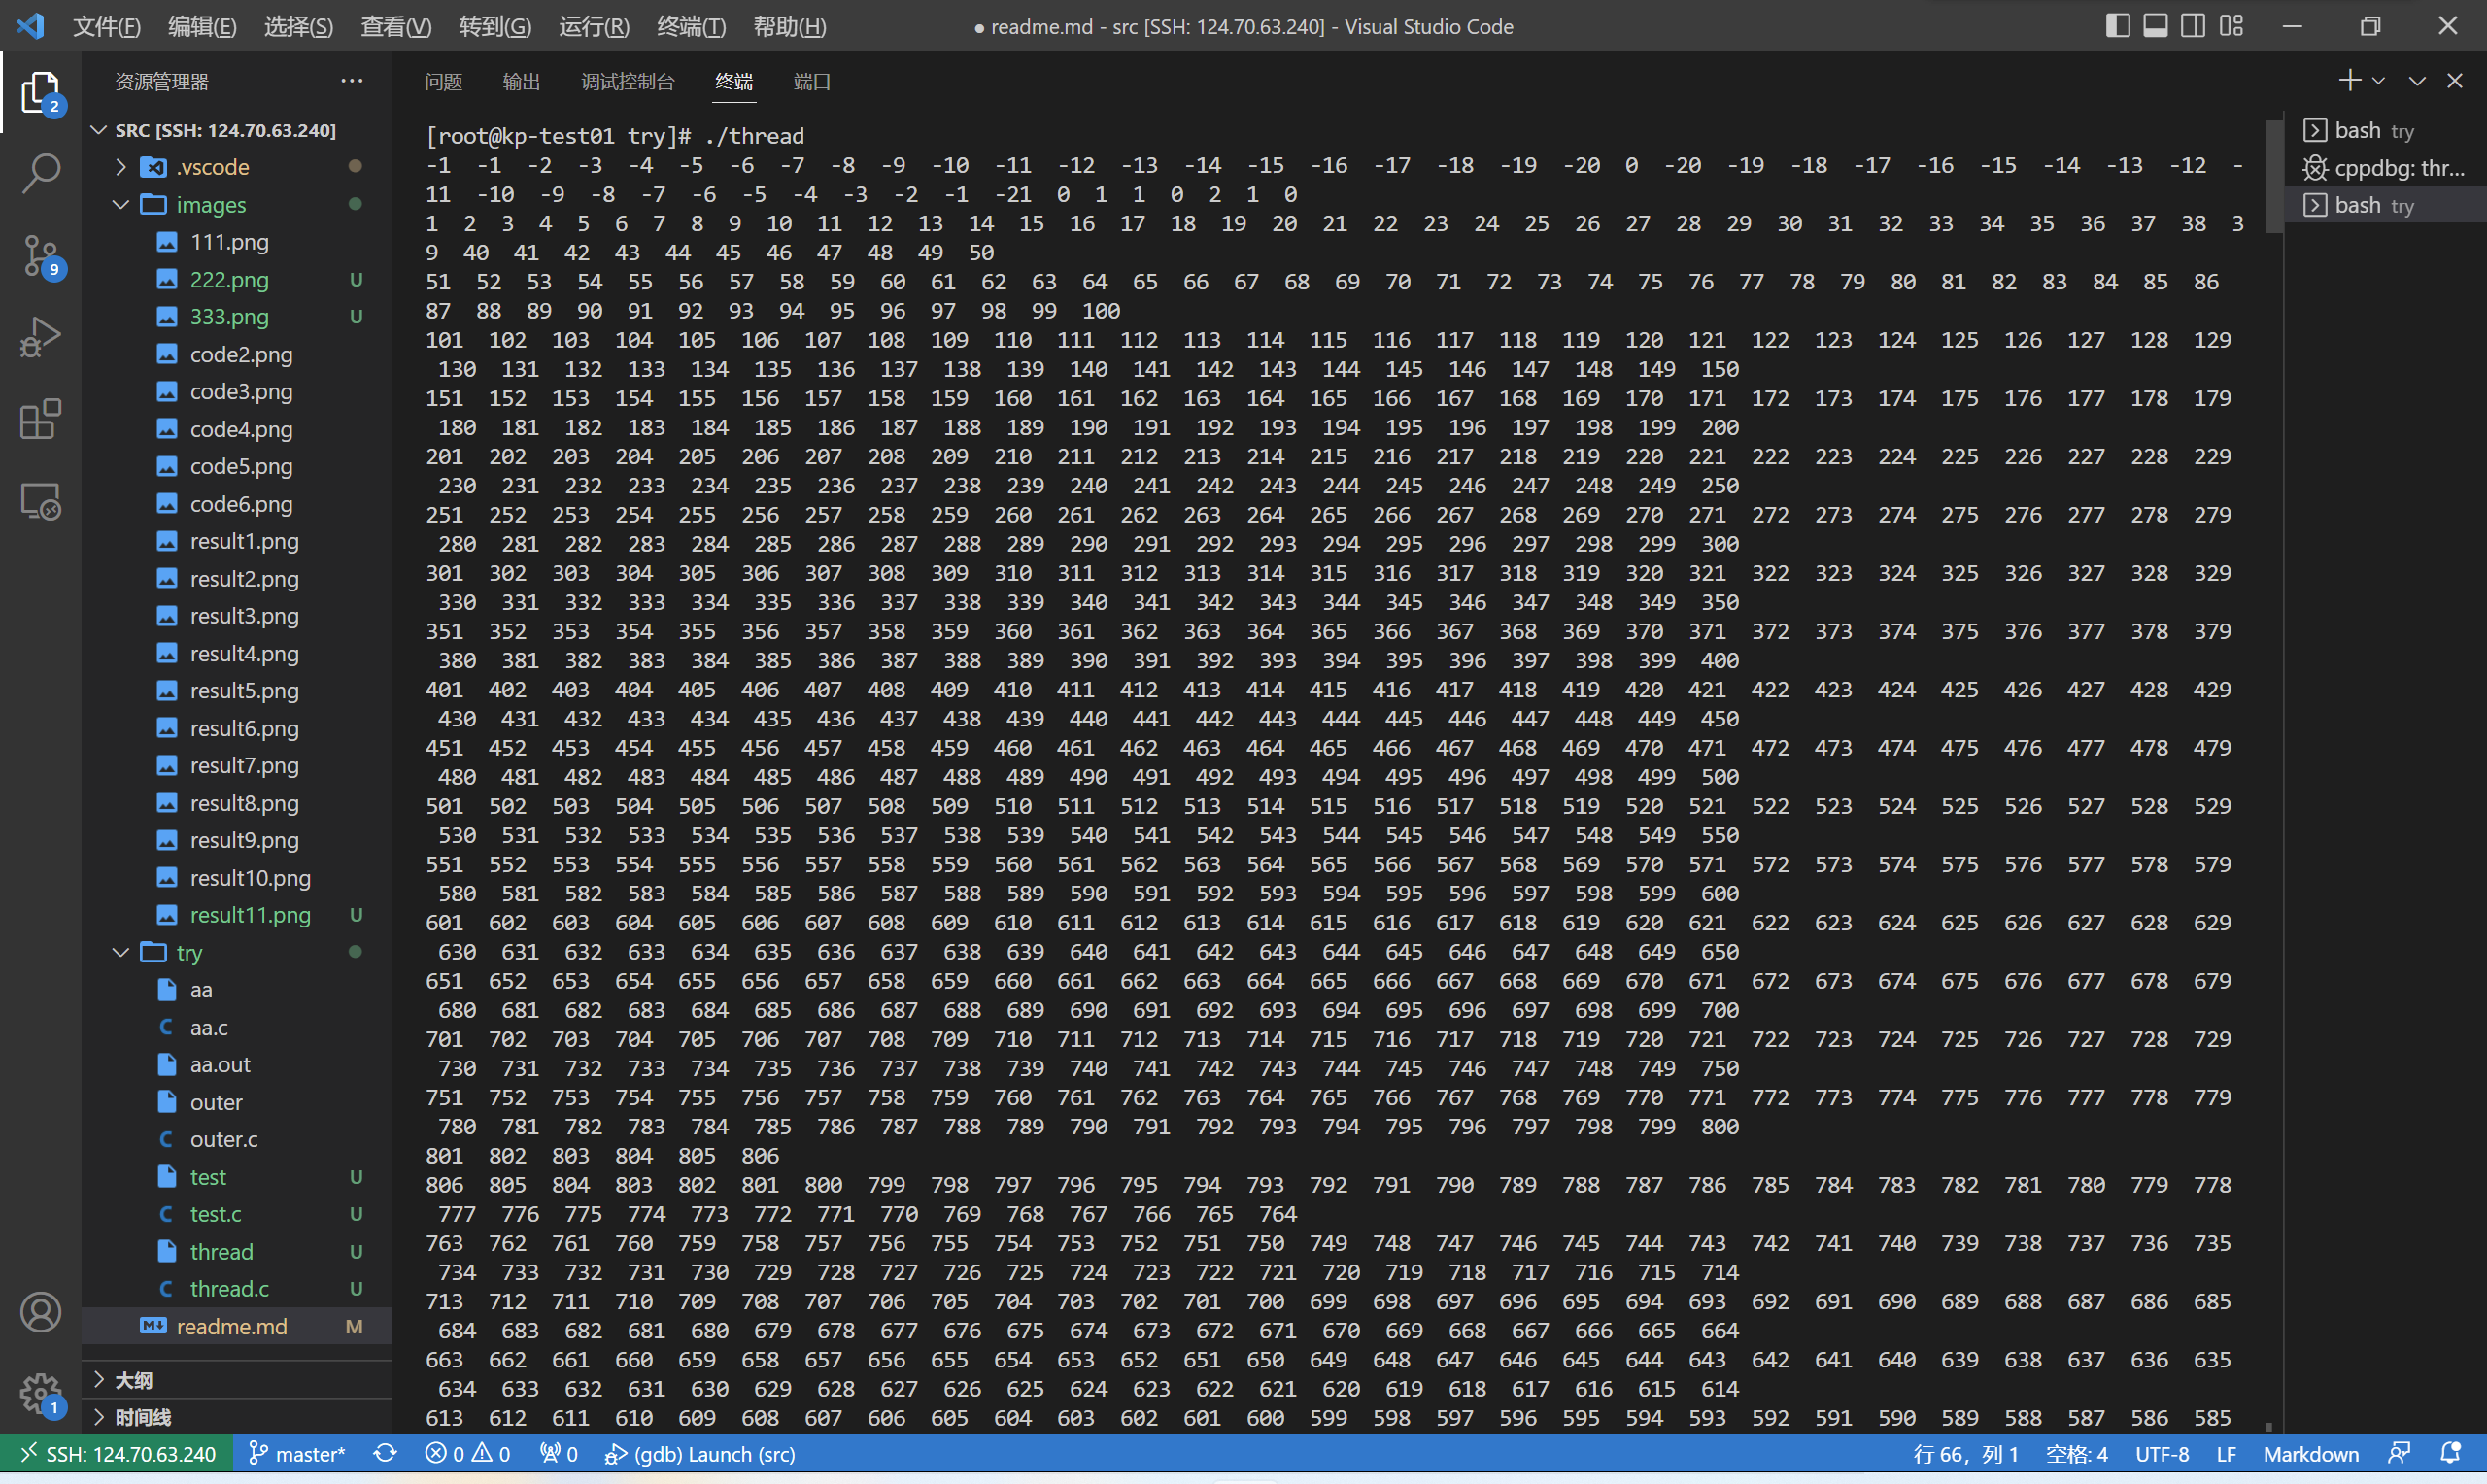 文件(F) 编辑(E) 选择(S) 查看(V) 转到(G) 运行(R) 终端(T) 帮助(H)
● readme.md - src [SSH: 124.70.63.240] - Visual Studio Code
资源管理器 ···
2
9
1
SRC [SSH: 124.70.63.240]
.vscode
images
111.png
222.png U
333.png U
code2.png
code3.png
code4.png
code5.png
code6.png
result1.png
result2.png
result3.png
result4.png
result5.png
result6.png
result7.png
result8.png
result9.png
result10.png
result11.png U
try
aa
aa.c
aa.out
outer
outer.c
test U
test.c U
thread U
thread.c U
readme.md M
大纲
时间线
问题 输出 调试控制台 终端 端口
[root@kp-test01 try]# ./thread
-1 -1 -2 -3 -4 -5 -6 -7 -8 -9 -10 -11 -12 -13 -14 -15 -16 -17 -18 -19 -20 0 -20 -19 -18 -17 -16 -15 -14 -13 -12 -
11 -10 -9 -8 -7 -6 -5 -4 -3 -2 -1 -21 0 1 1 0 2 1 0
1 2 3 4 5 6 7 8 9 10 11 12 13 14 15 16 17 18 19 20 21 22 23 24 25 26 27 28 29 30 31 32 33 34 35 36 37 38 3
9 40 41 42 43 44 45 46 47 48 49 50
51 52 53 54 55 56 57 58 59 60 61 62 63 64 65 66 67 68 69 70 71 72 73 74 75 76 77 78 79 80 81 82 83 84 85 86
87 88 89 90 91 92 93 94 95 96 97 98 99 100
101 102 103 104 105 106 107 108 109 110 111 112 113 114 115 116 117 118 119 120 121 122 123 124 125 126 127 128 129
130 131 132 133 134 135 136 137 138 139 140 141 142 143 144 145 146 147 148 149 150
151 152 153 154 155 156 157 158 159 160 161 162 163 164 165 166 167 168 169 170 171 172 173 174 175 176 177 178 179
180 181 182 183 184 185 186 187 188 189 190 191 192 193 194 195 196 197 198 199 200
201 202 203 204 205 206 207 208 209 210 211 212 213 214 215 216 217 218 219 220 221 222 223 224 225 226 227 228 229
230 231 232 233 234 235 236 237 238 239 240 241 242 243 244 245 246 247 248 249 250
251 252 253 254 255 256 257 258 259 260 261 262 263 264 265 266 267 268 269 270 271 272 273 274 275 276 277 278 279
280 281 282 283 284 285 286 287 288 289 290 291 292 293 294 295 296 297 298 299 300
301 302 303 304 305 306 307 308 309 310 311 312 313 314 315 316 317 318 319 320 321 322 323 324 325 326 327 328 329
330 331 332 333 334 335 336 337 338 339 340 341 342 343 344 345 346 347 348 349 350
351 352 353 354 355 356 357 358 359 360 361 362 363 364 365 366 367 368 369 370 371 372 373 374 375 376 377 378 379
380 381 382 383 384 385 386 387 388 389 390 391 392 393 394 395 396 397 398 399 400
401 402 403 404 405 406 407 408 409 410 411 412 413 414 415 416 417 418 419 420 421 422 423 424 425 426 427 428 429
430 431 432 433 434 435 436 437 438 439 440 441 442 443 444 445 446 447 448 449 450
451 452 453 454 455 456 457 458 459 460 461 462 463 464 465 466 467 468 469 470 471 472 473 474 475 476 477 478 479
480 481 482 483 484 485 486 487 488 489 490 491 492 493 494 495 496 497 498 499 500
501 502 503 504 505 506 507 508 509 510 511 512 513 514 515 516 517 518 519 520 521 522 523 524 525 526 527 528 529
530 531 532 533 534 535 536 537 538 539 540 541 542 543 544 545 546 547 548 549 550
551 552 553 554 555 556 557 558 559 560 561 562 563 564 565 566 567 568 569 570 571 572 573 574 575 576 577 578 579
580 581 582 583 584 585 586 587 588 589 590 591 592 593 594 595 596 597 598 599 600
601 602 603 604 605 606 607 608 609 610 611 612 613 614 615 616 617 618 619 620 621 622 623 624 625 626 627 628 629
630 631 632 633 634 635 636 637 638 639 640 641 642 643 644 645 646 647 648 649 650
651 652 653 654 655 656 657 658 659 660 661 662 663 664 665 666 667 668 669 670 671 672 673 674 675 676 677 678 679
680 681 682 683 684 685 686 687 688 689 690 691 692 693 694 695 696 697 698 699 700
701 702 703 704 705 706 707 708 709 710 711 712 713 714 715 716 717 718 719 720 721 722 723 724 725 726 727 728 729
730 731 732 733 734 735 736 737 738 739 740 741 742 743 744 745 746 747 748 749 750
751 752 753 754 755 756 757 758 759 760 761 762 763 764 765 766 767 768 769 770 771 772 773 774 775 776 777 778 779
780 781 782 783 784 785 786 787 788 789 790 791 792 793 794 795 796 797 798 799 800
801 802 803 804 805 806
806 805 804 803 802 801 800 799 798 797 796 795 794 793 792 791 790 789 788 787 786 785 784 783 782 781 780 779 778
777 776 775 774 773 772 771 770 769 768 767 766 765 764
763 762 761 760 759 758 757 756 755 754 753 752 751 750 749 748 747 746 745 744 743 742 741 740 739 738 737 736 735
734 733 732 731 730 729 728 727 726 725 724 723 722 721 720 719 718 717 716 715 714
713 712 711 710 709 708 707 706 705 704 703 702 701 700 699 698 697 696 695 694 693 692 691 690 689 688 687 686 685
684 683 682 681 680 679 678 677 676 675 674 673 672 671 670 669 668 667 666 665 664
663 662 661 660 659 658 657 656 655 654 653 652 651 650 649 648 647 646 645 644 643 642 641 640 639 638 637 636 635
634 633 632 631 630 629 628 627 626 625 624 623 622 621 620 619 618 617 616 615 614
613 612 611 610 609 608 607 606 605 604 603 602 601 600 599 598 597 596 595 594 593 592 591 590 589 588 587 586 585
bash try
cppdbg: thr...
bash try
SSH: 124.70.63.240 master* 0 0 0 (gdb) Launch (src) 行 66，列 1 空格: 4 UTF-8 LF Markdown